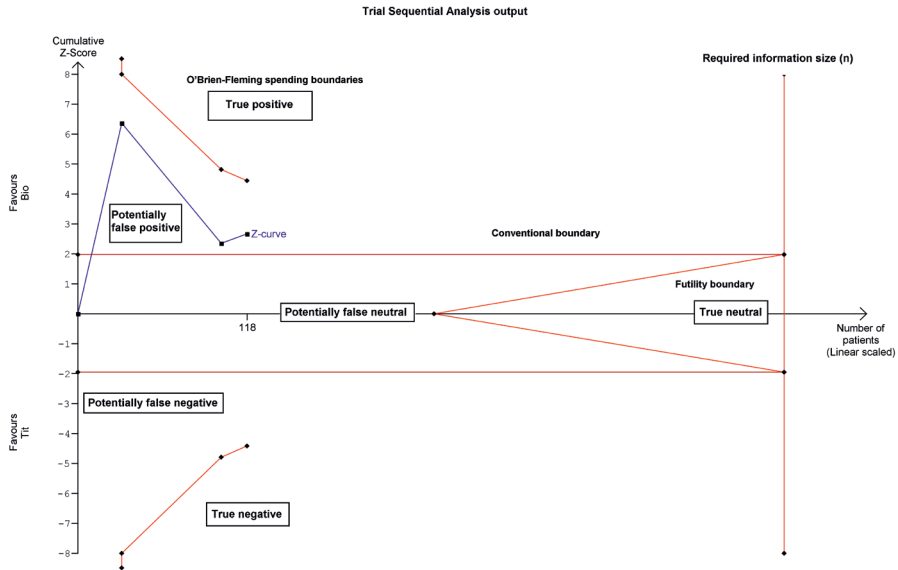 Trial Sequential Analysis output
Cumulative
Z-Score
Required information size (n)
8
O'Brien-Fleming spending boundaries
True positive
7
6
5
4
Favours
Bio
Potentially
false positive
3
Z-curve
Conventional boundary
2
1
Futility boundary
Potentially false neutral
True neutral
118
Number of
patients
(Linear scaled)
-1
-2
-3
Potentially false negative
-4
Favours
Tit
-5
-6
True negative
-7
-8